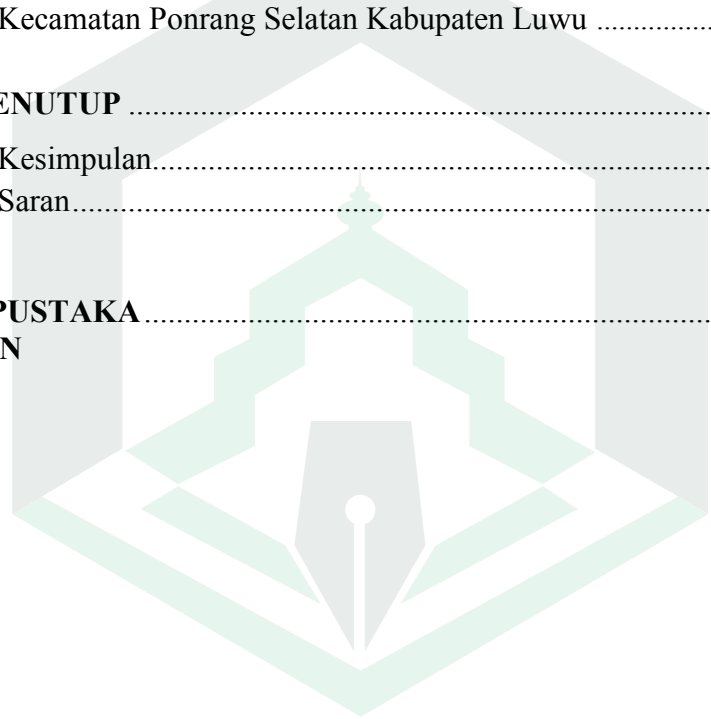 Kecamatan Ponrang Selatan Kabupaten Luwu ................
ENUTUP ........................................................................
Kesimpulan.....................................................................
Saran...............................................................................
PUSTAKA......................................................................
N